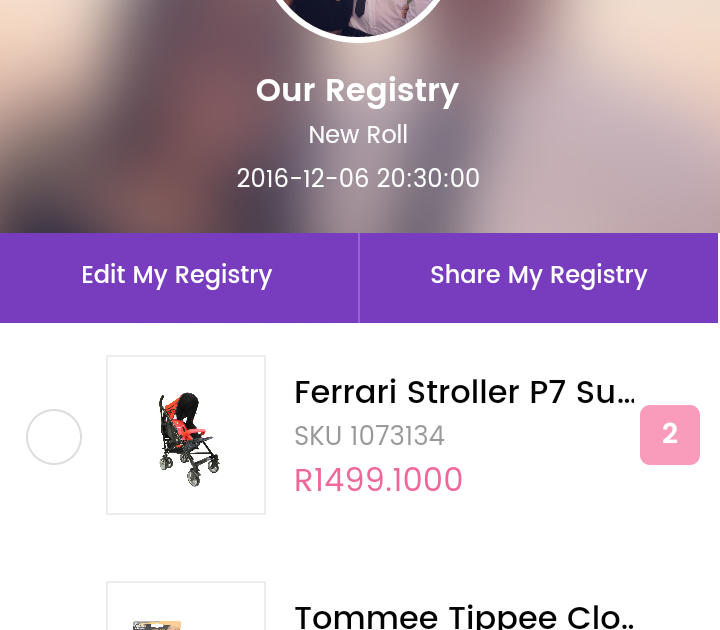 Our Registry
New Roll
2016-12-06 20:30:00
Edit My Registry
Share My Registry
Ferrari Stroller P7 Su...
SKU 1073134
R1499.1000
2
Tommee Tippee Clo..